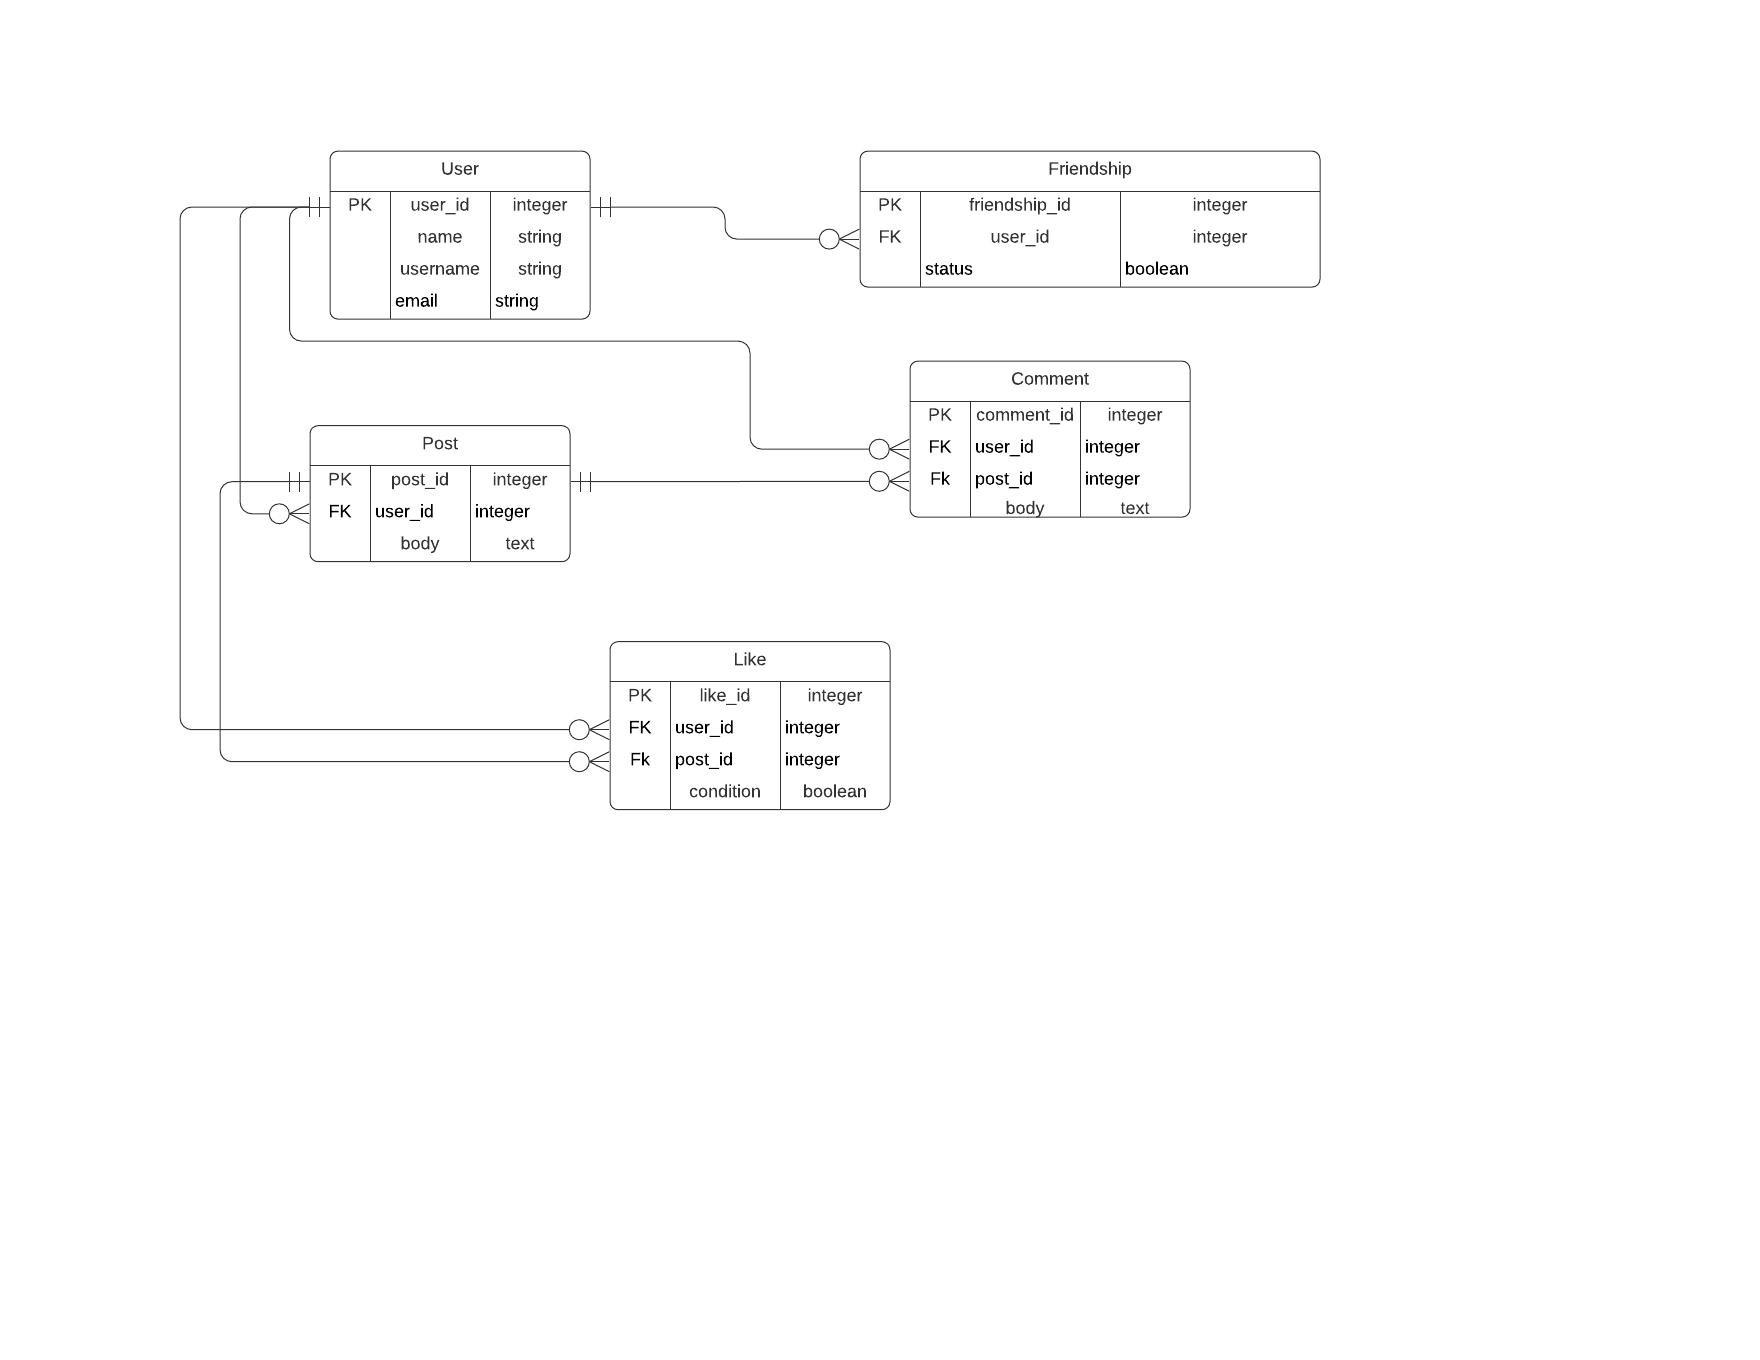 User
PK user_id integer
name string
username string
email string
Friendship
PK friendship_id integer
FK user_id integer
status boolean
Comment
PK comment_id integer
FK user_id integer
Fk post_id integer
body text
Post
PK post_id integer
FK user_id integer
body text
Like
PK like_id integer
FK user_id integer
Fk post_id integer
condition boolean